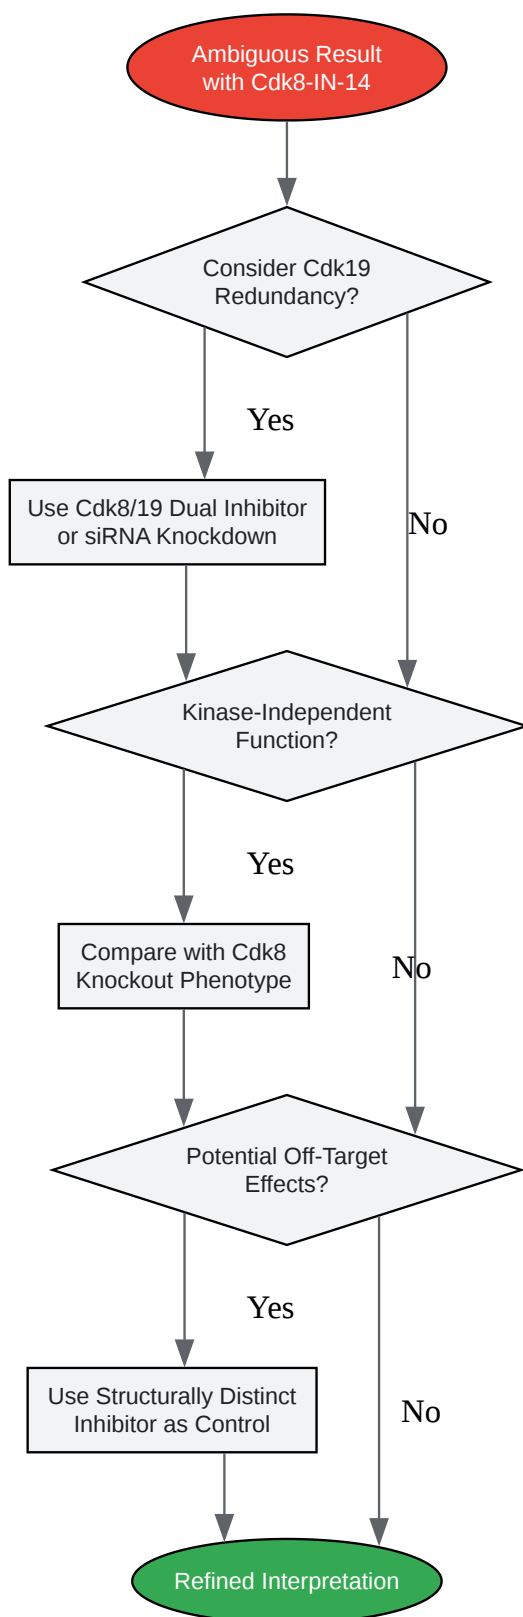 Ambiguous Result
with Cdk8-IN-14
Consider Cdk19
Redundancy?
Yes
Use Cdk8/19 Dual Inhibitor
or siRNA Knockdown
No
Kinase-Independent
Function?
Yes
Compare with Cdk8
Knockout Phenotype
No
Potential Off-Target
Effects?
Yes
Use Structurally Distinct
Inhibitor as Control
No
Refined Interpretation